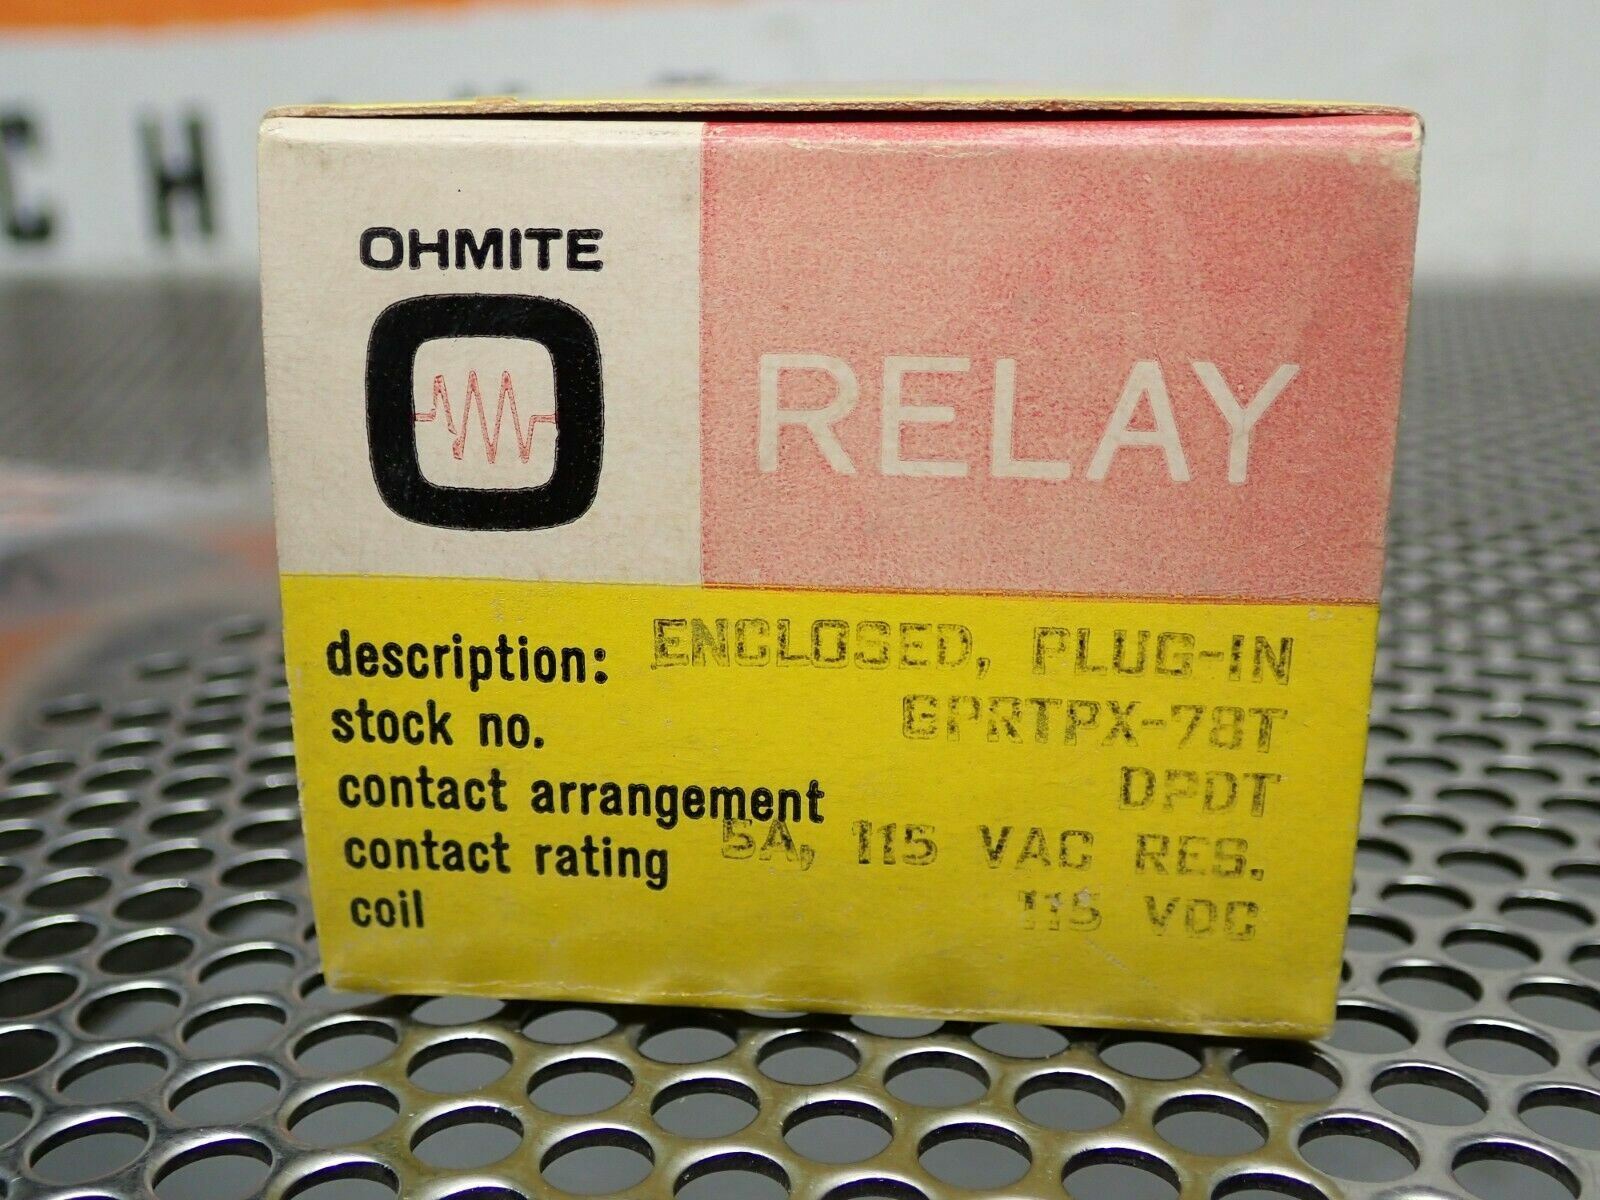 CH
OHMITE
RELAY
description: ENCLOSED, PLUG-IN
stock no. GPRTPX-78T
contact arrangement DPDT
contact rating 5A, 115 VAC RES.
coil 115 VDC